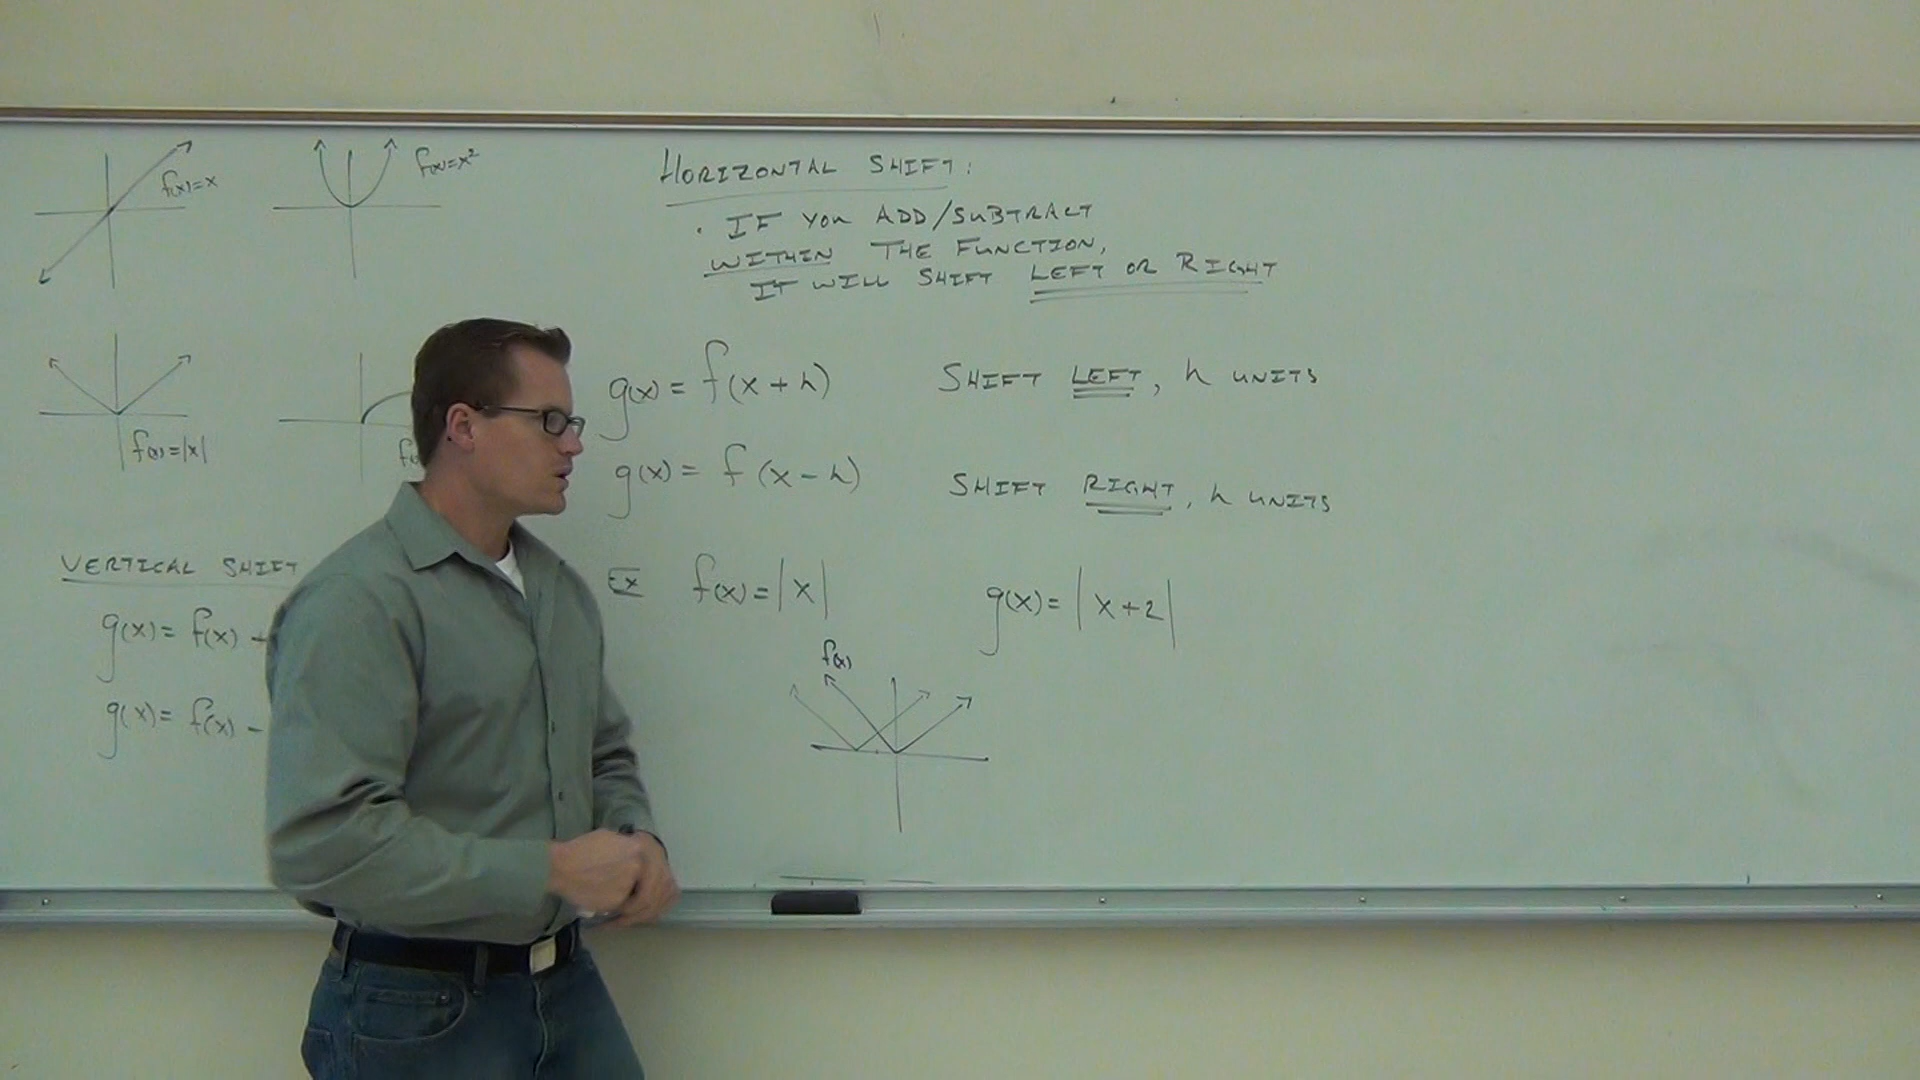 f(x)=x
f(x)=x²
f(x)=|x|
VERTICAL SHIFT
g(x)= f(x)
g(x)= f(x) -
HORIZONTAL SHIFT:
· IF YOU ADD/SUBTRACT
WITHIN THE FUNCTION,
IT WILL SHIFT LEFT OR RIGHT
g(x)= f(x+h) SHIFT LEFT, h UNITS
g(x)= f(x-h) SHIFT RIGHT, h UNITS
EX f(x)=|x| g(x)=|x+2|
f(x)